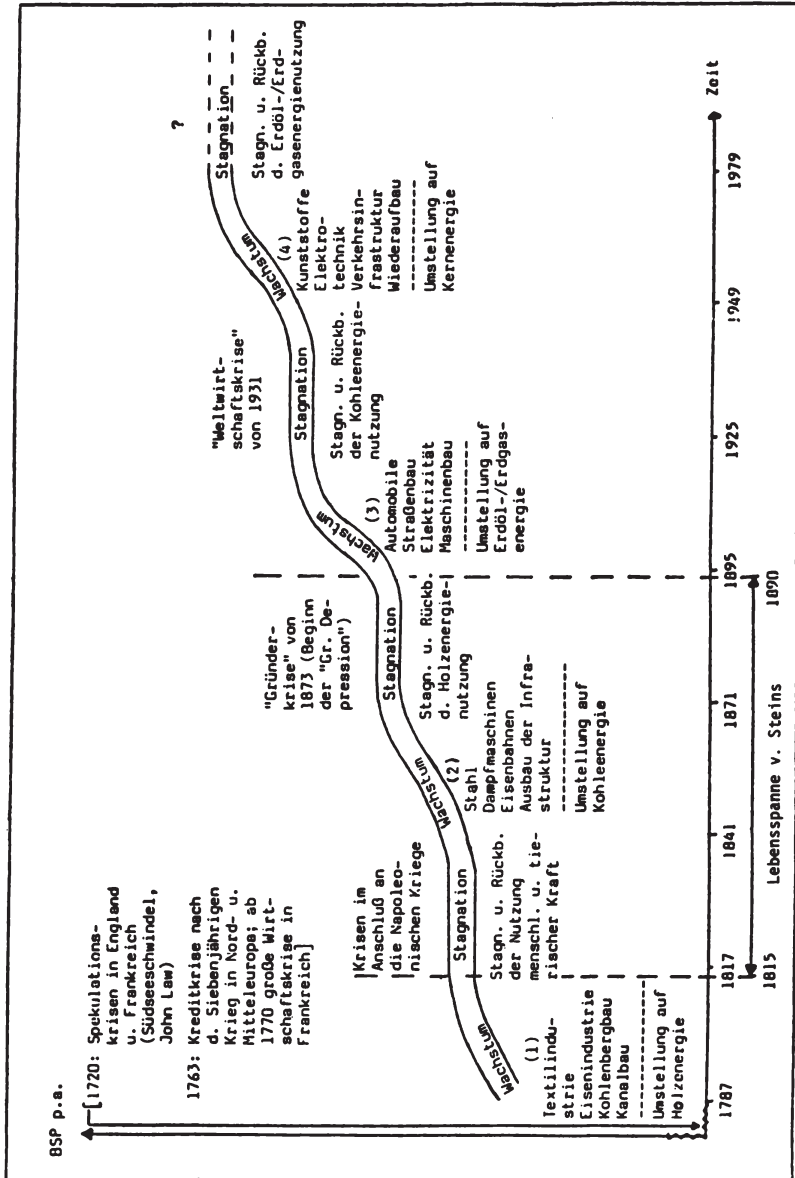 BSP p.a.
[1720: Spekulations-
krisen in England
u. Frankreich
(Südseeschwindel,
John Law)
1763: Kreditkrise nach
d. Siebenjährigen
Krieg in Nord- u.
Mitteleuropa; ab
1770 große Wirt-
schaftskrise in
Frankreich]
Krisen im
Anschluß an
die Napoleo-
nischen Kriege
"Gründer-
krise" von
1873 (Beginn
der "Gr. De-
pression")
"Weltwirt-
schaftskrise"
von 1931
?
Wachstum
(1)
Textilindu-
strie
Eisenindustrie
Kohlenbergbau
Kanalbau
Umstellung auf
Holzenergie
Stagnation
Stagn. u. Rückb.
der Nutzung
menschl. u. tie-
rischer Kraft
Wachstum
(2)
Stahl
Dampfmaschinen
Eisenbahnen
Ausbau der Infra-
struktur
Umstellung auf
Kohleenergie
Stagnation
Stagn. u. Rückb.
d. Holzenergie-
nutzung
Wachstum
(3)
Automobile
Straßenbau
Elektrizität
Maschinenbau
Umstellung auf
Erdöl-/Erdgas-
energie
Stagnation
Stagn. u. Rückb.
der Kohleenergie-
nutzung
Wachstum
(4)
Kunststoffe
Elektro-
technik
Verkehrsin-
frastruktur
Wiederaufbau
Umstellung auf
Kernenergie
Stagnation
Stagn. u. Rückb.
d. Erdöl-/Erd-
gasenergienutzung
1787 1817 1841 1871 1895 1925 1949 1979 Zeit
1815 1890
Lebensspanne v. Steins